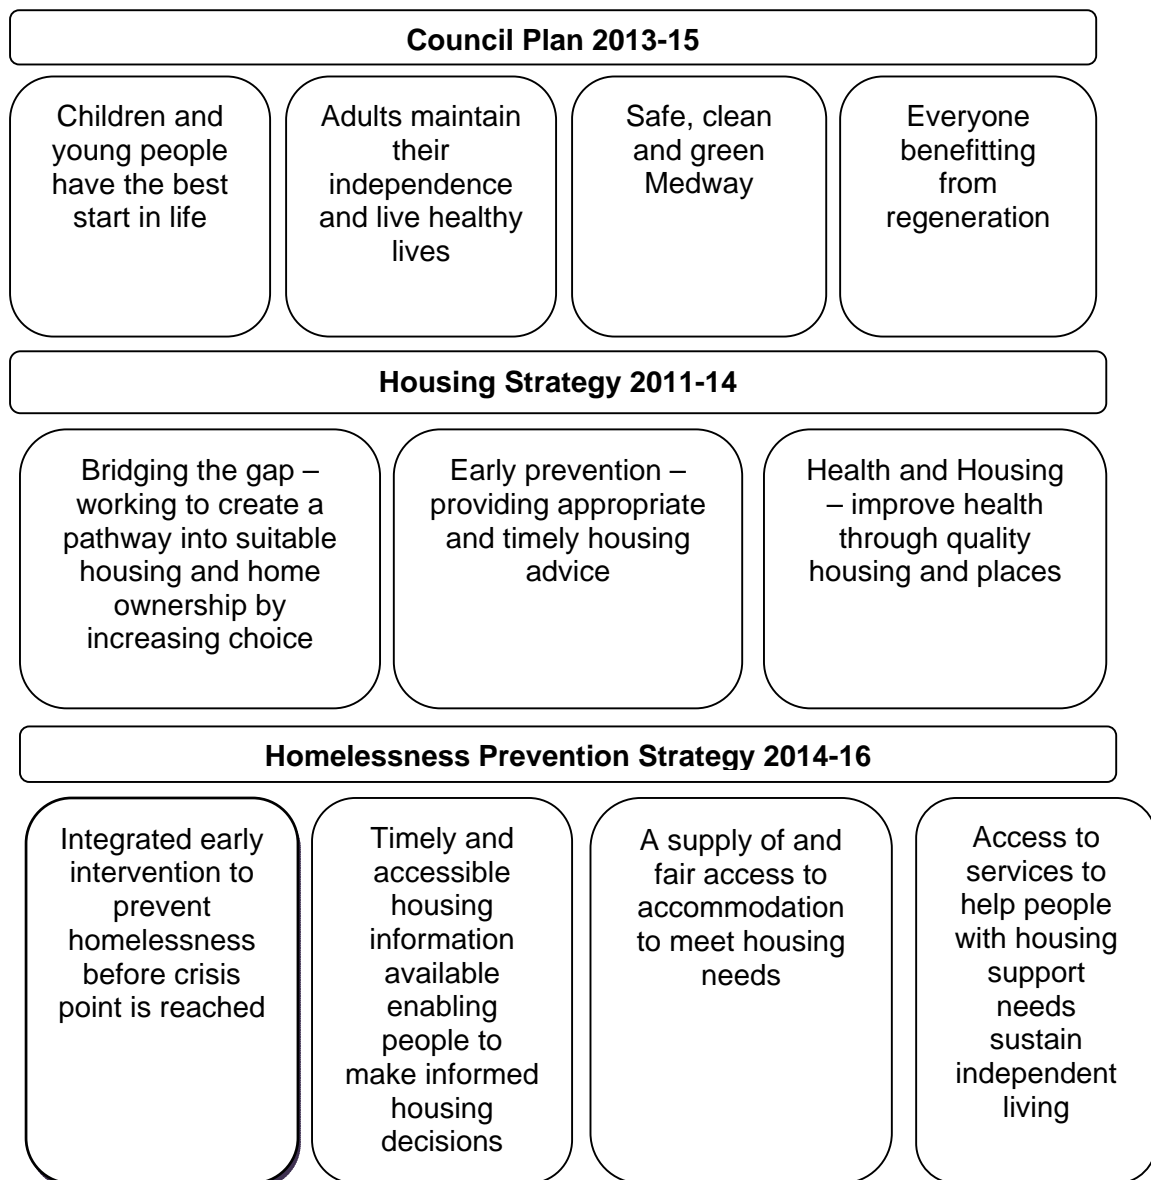 Council Plan 2013-15
Children and
young people
have the best
start in life
Adults maintain
their
independence
and live healthy
lives
Safe, clean
and green
Medway
Everyone
benefitting
from
regeneration
Housing Strategy 2011-14
Bridging the gap –
working to create a
pathway into suitable
housing and home
ownership by
increasing choice
Early prevention –
providing appropriate
and timely housing
advice
Health and Housing
– improve health
through quality
housing and places
Homelessness Prevention Strategy 2014-16
Integrated early
intervention to
prevent
homelessness
before crisis
point is reached
Timely and
accessible
housing
information
available
enabling
people to
make informed
housing
decisions
A supply of and
fair access to
accommodation
to meet housing
needs
Access to
services to
help people
with housing
support
needs
sustain
independent
living